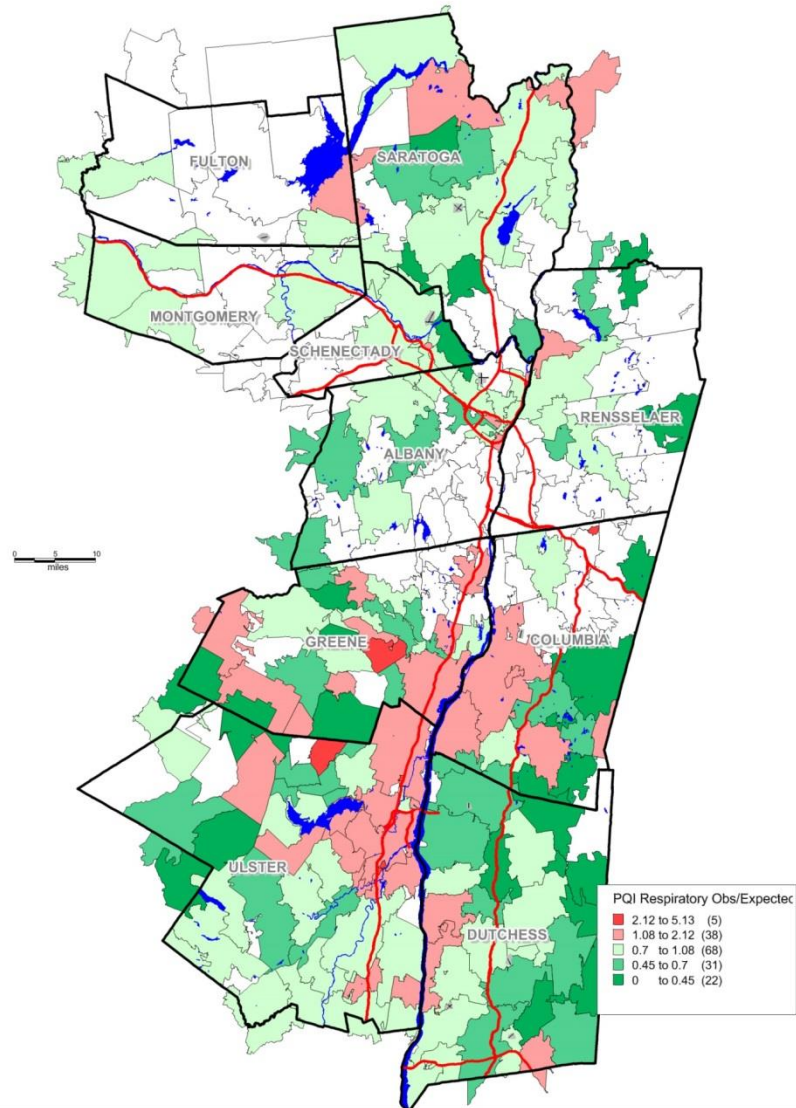 FULTON
SARATOGA
MONTGOMERY
SCHENECTADY
RENSSELAER
ALBANY
0 5 10
miles
GREENE
COLUMBIA
ULSTER
DUTCHESS
PQI Respiratory Obs/Expected
2.12 to 5.13 (5)
1.08 to 2.12 (38)
0.7 to 1.08 (68)
0.45 to 0.7 (31)
0 to 0.45 (22)